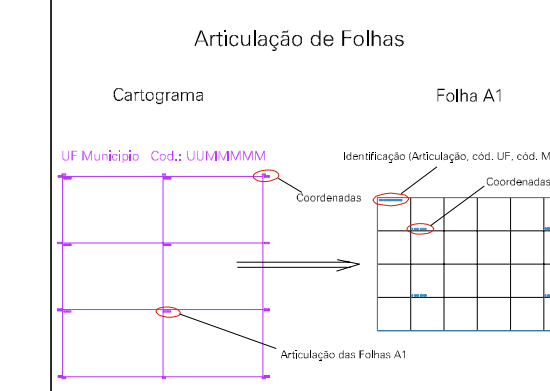 Articulação de Folhas
Cartograma
Folha A1
UF Municipio Cod.: UUMMMMM
Identificação (Articulação, cód. UF, cód. M
Coordenadas
Coordenadas
Articulação das Folhas A1